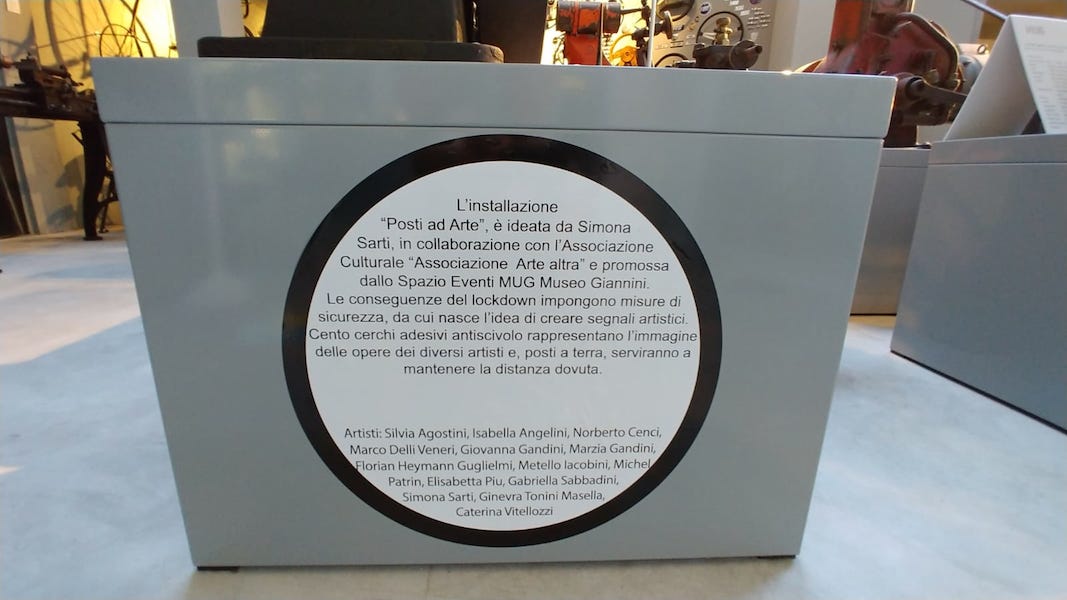 L'installazione
"Posti ad Arte", è ideata da Simona
Sarti, in collaborazione con l'Associazione
Culturale "Associazione Arte altra" e promossa
dallo Spazio Eventi MUG Museo Giannini.
Le conseguenze del lockdown impongono misure di
sicurezza, da cui nasce l'idea di creare segnali artistici.
Cento cerchi adesivi antiscivolo rappresentano l'immagine
delle opere dei diversi artisti e, posti a terra, serviranno a
mantenere la distanza dovuta.
Artisti: Silvia Agostini, Isabella Angelini, Norberto Cenci,
Marco Delli Veneri, Giovanna Gandini, Marzia Gandini,
Florian Heymann Guglielmi, Metello Iacobini, Michel
Patrin, Elisabetta Piu, Gabriella Sabbadini,
Simona Sarti, Ginevra Tonini Masella,
Caterina Vitellozzi